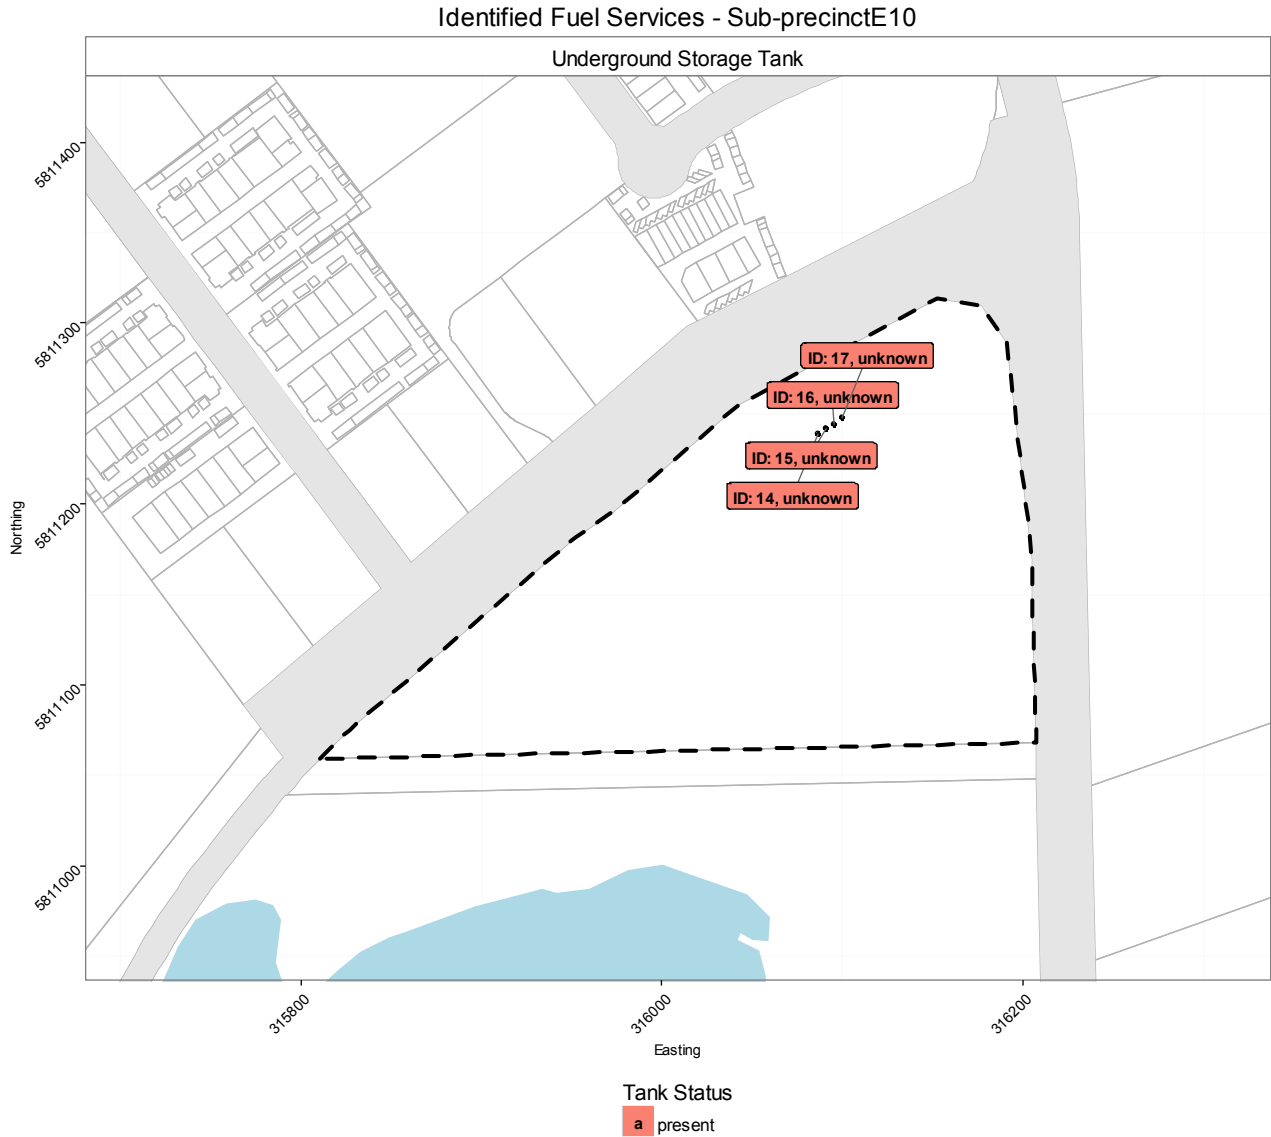 Identified Fuel Services - Sub-precinctE10
Underground Storage Tank
5811400
5811300
5811200
5811100
5811000
Northing
ID: 17, unknown
ID: 16, unknown
ID: 15, unknown
ID: 14, unknown
315800
316000
316200
Easting
Tank Status
a present